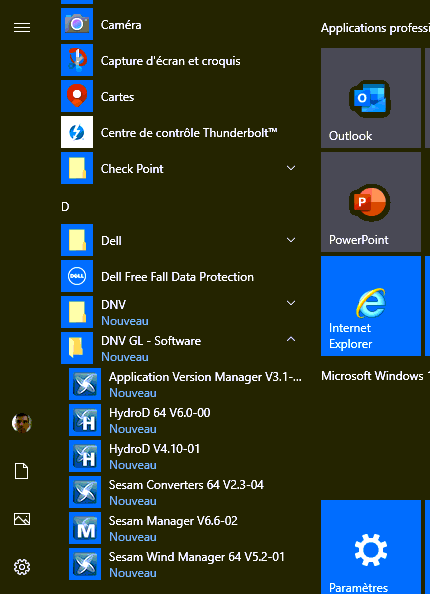 Caméra
Capture d'écran et croquis
Cartes
Centre de contrôle Thunderbolt™
Check Point
D
Dell
DELL
Dell Free Fall Data Protection
DNV
Nouveau
DNV GL - Software
Nouveau
Application Version Manager V3.1-...
Nouveau
H
HydroD 64 V6.0-00
Nouveau
H
HydroD V4.10-01
Nouveau
Sesam Converters 64 V2.3-04
Nouveau
M
Sesam Manager V6.6-02
Nouveau
Sesam Wind Manager 64 V5.2-01
Nouveau
Applications professi
O
Outlook
P
PowerPoint
Internet
Explorer
Microsoft Windows 1
Paramètres